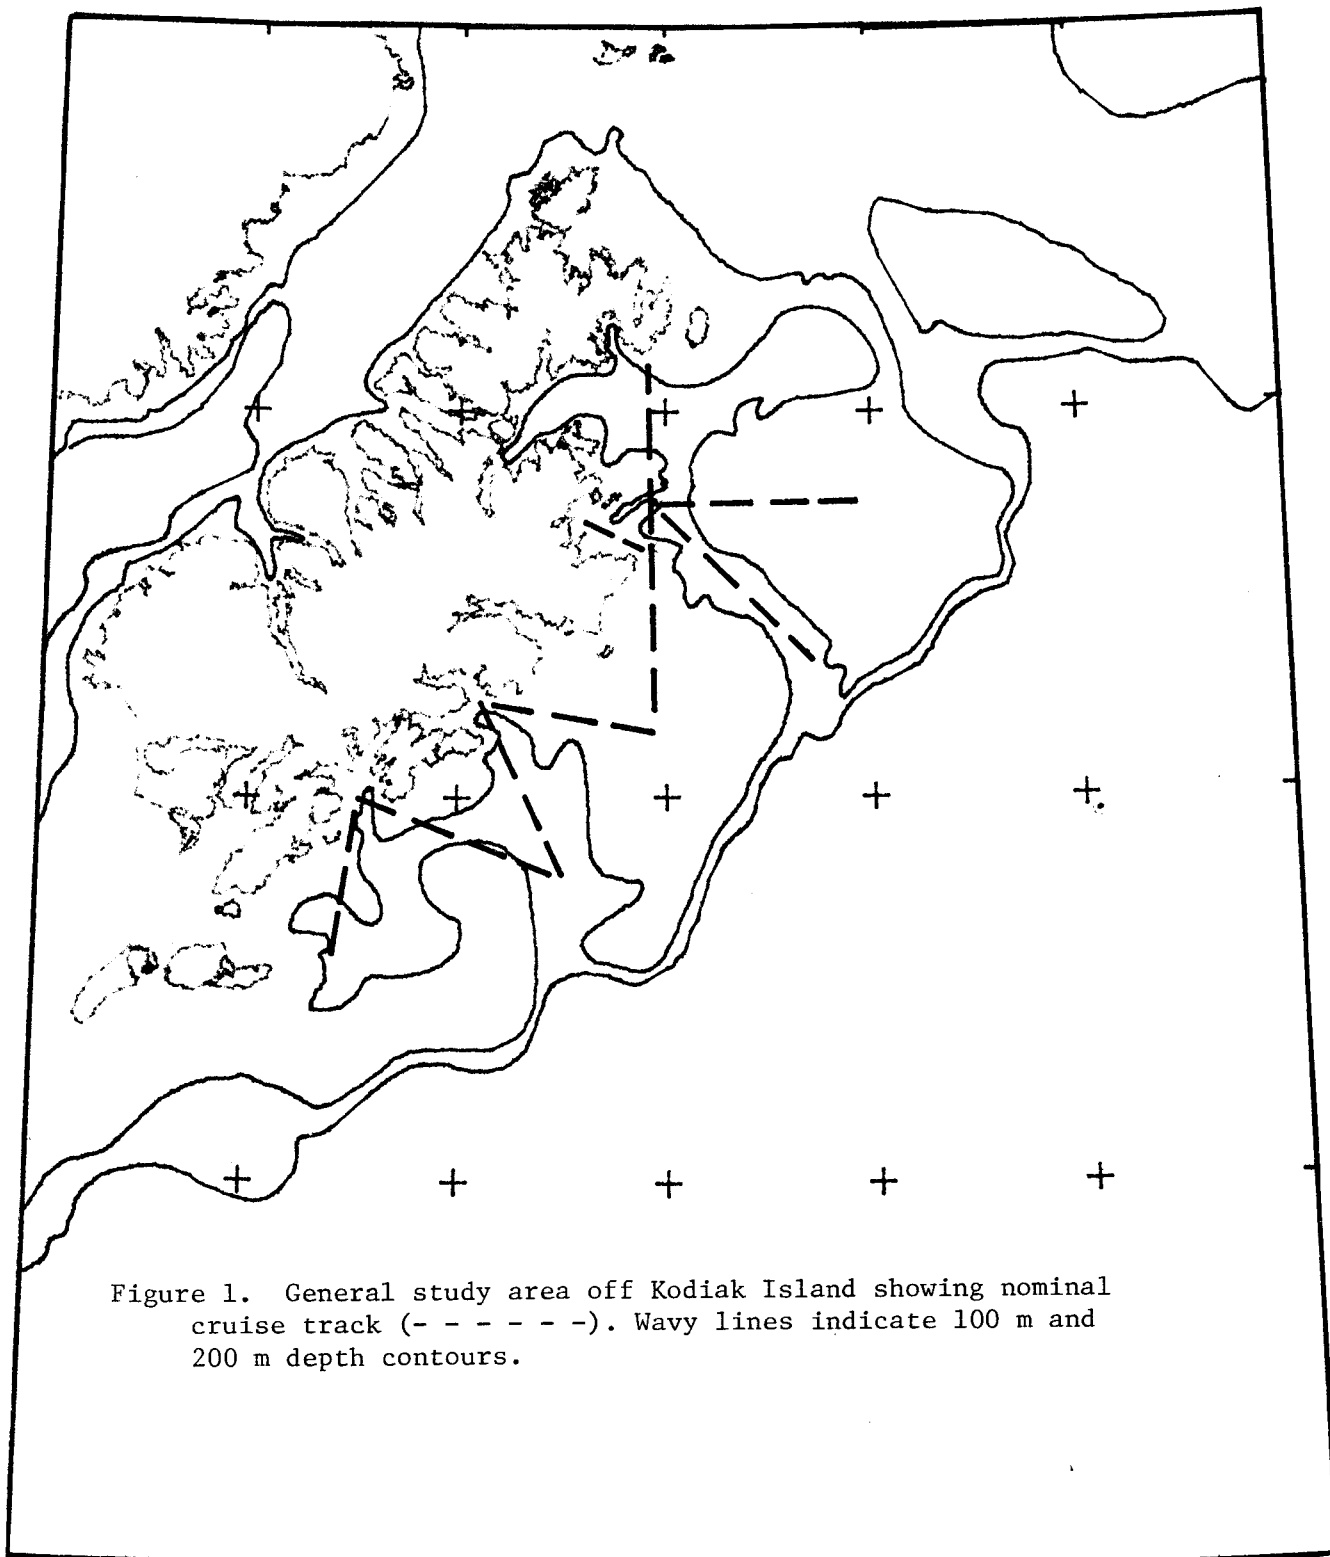 Figure 1. General study area off Kodiak Island showing nominal
cruise track (- - - - - -). Wavy lines indicate 100 m and
200 m depth contours.